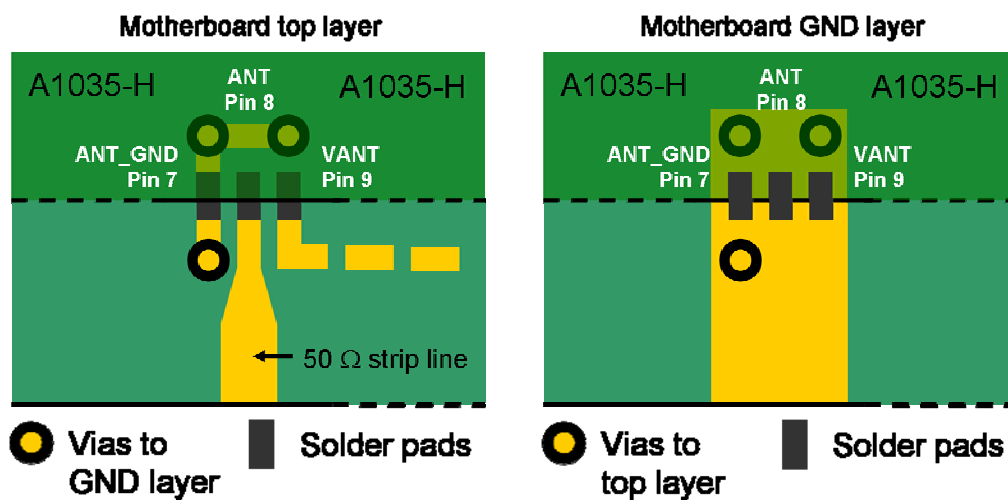 Motherboard top layer
A1035-H
ANT
Pin 8
A1035-H
ANT_GND
Pin 7
VANT
Pin 9
50 Ω strip line
Vias to
GND layer
Solder pads
Motherboard GND layer
A1035-H
ANT
Pin 8
A1035-H
ANT_GND
Pin 7
VANT
Pin 9
Vias to
top layer
Solder pads